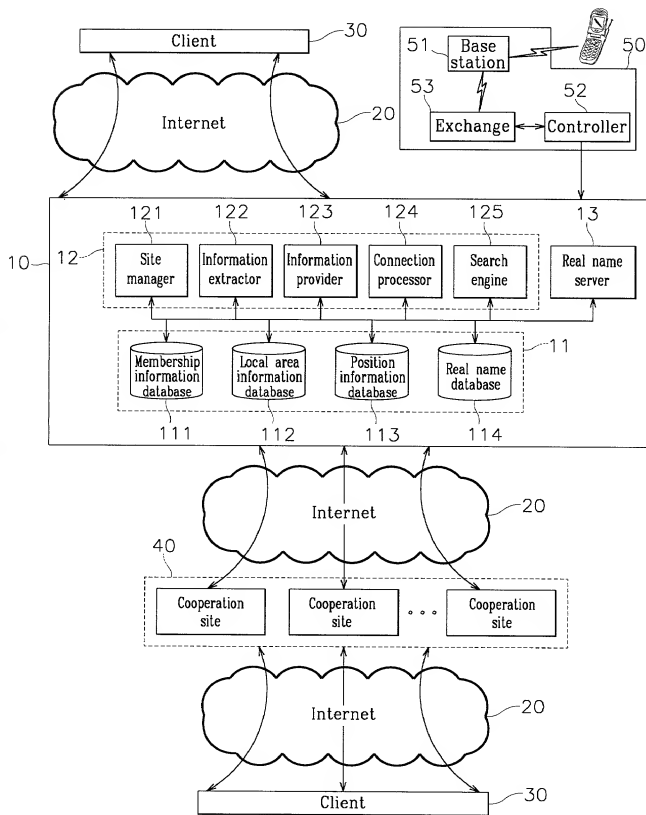 Client
30
Internet
20
51
Base
station
50
53
52
Exchange
Controller
121
122
123
124
125
13
10
12
Site
manager
Information
extractor
Information
provider
Connection
processor
Search
engine
Real name
server
11
Membership
information
database
Local area
information
database
Position
information
database
Real name
database
111
112
113
114
Internet
20
40
Cooperation
site
Cooperation
site
Cooperation
site
Internet
20
Client
30